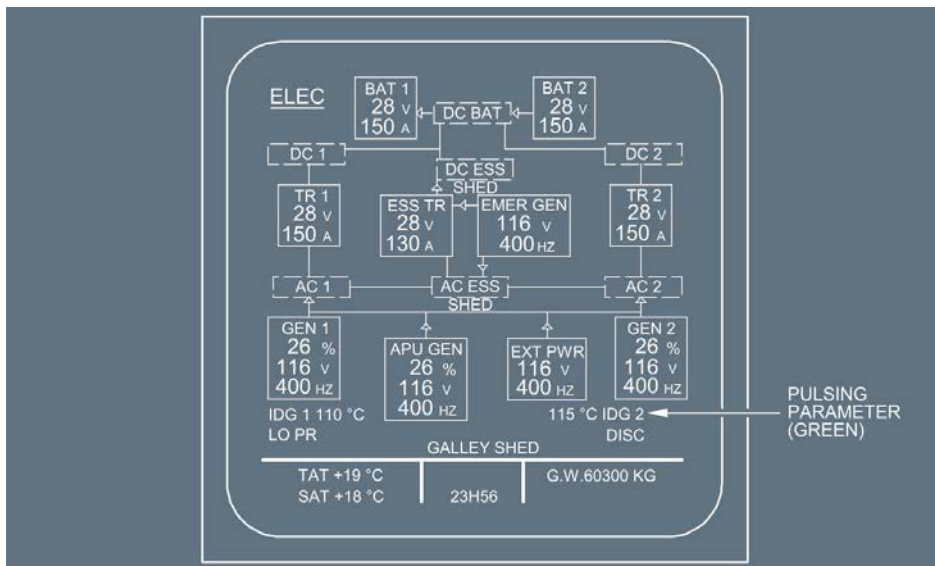 ELEC
BAT 1
28 V
150 A
DC BAT
BAT 2
28 V
150 A
DC 1
DC 2
DC ESS
SHED
TR 1
28 V
150 A
ESS TR
28 V
130 A
EMER GEN
116 V
400 HZ
TR 2
28 V
150 A
AC 1
AC ESS
SHED
AC 2
GEN 1
26 %
116 V
400 HZ
APU GEN
26 %
116 V
400 HZ
EXT PWR
116 V
400 HZ
GEN 2
26 %
116 V
400 HZ
IDG 1 110 °C
LO PR
115 °C IDG 2
DISC
PULSING
PARAMETER
(GREEN)
GALLEY SHED
TAT +19 °C
SAT +18 °C
23H56
G.W.60300 KG